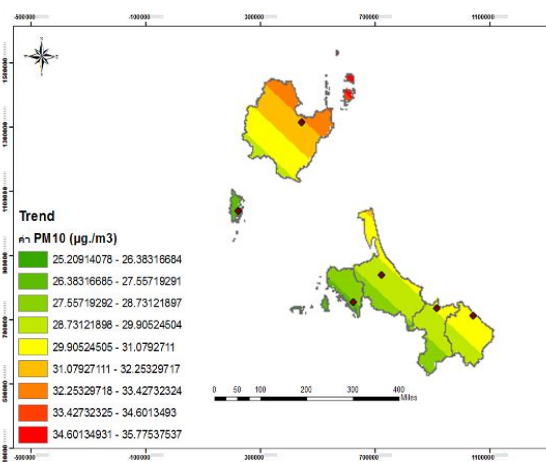 -500000 -100000 300000 700000 1100000
1500000
1300000
1100000
900000
700000
500000
Trend
ค่า PM10 (µg./m3)
25.20914078 - 26.38316684
26.38316685 - 27.55719291
27.55719292 - 28.73121897
28.73121898 - 29.90524504
29.90524505 - 31.0792711
31.07927111 - 32.25329717
32.25329718 - 33.42732324
33.42732325 - 34.6013493
34.60134931 - 35.77537537
0 50 100 200 300 400
Miles
-500000 -100000 300000 700000 1100000